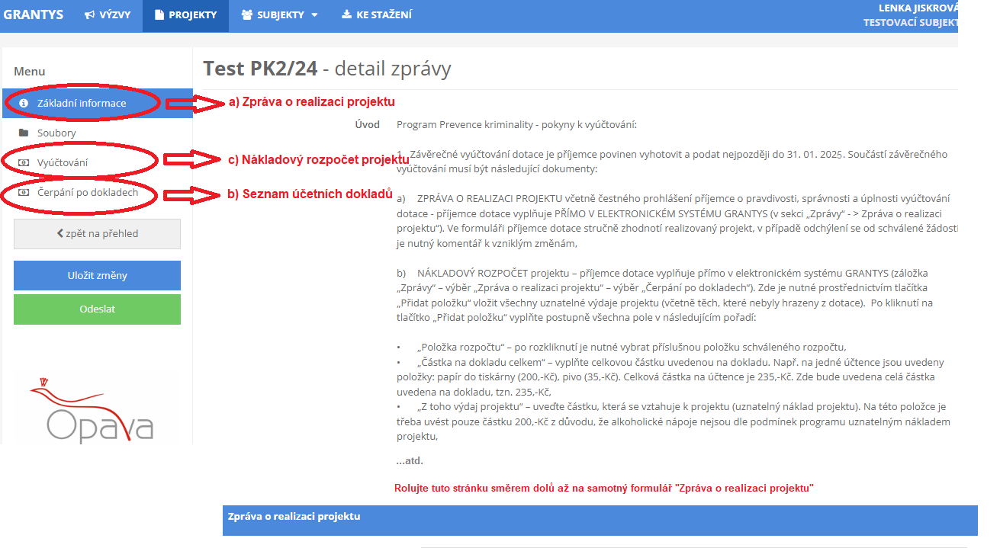 GRANTYS VÝZVY PROJEKTY SUBJEKTY KE STAŽENÍ
LENKA JISKROVÁ
TESTOVACÍ SUBJEKT
Menu
Základní informace
Soubory
Vyúčtování
Čerpání po dokladech
zpět na přehled
Uložit změny
Odeslat
Opava
a) Zpráva o realizaci projektu
c) Nákladový rozpočet projektu
b) Seznam účetních dokladů
Test PK2/24 - detail zprávy
Úvod
Program Prevence kriminality - pokyny k vyúčtování:
1. Závěrečné vyúčtování dotace je příjemce povinen vyhotovit a podat nejpozději do 31. 01. 2025. Součástí závěrečného
vyúčtování musí být následující dokumenty:
a) ZPRÁVA O REALIZACI PROJEKTU včetně čestného prohlášení příjemce o pravdivosti, správnosti a úplnosti vyúčtování
dotace - příjemce dotace vyplňuje PŘÍMO V ELEKTRONICKÉM SYSTÉMU GRANTYS (v sekci „Zprávy“ - > Zpráva o realizaci
projektu“). Ve formuláři příjemce dotace stručně zhodnotí realizovaný projekt, v případě odchýlení se od schválené žádosti
je nutný komentář k vzniklým změnám,
b) NÁKLADOVÝ ROZPOČET projektu – příjemce dotace vyplňuje přímo v elektronickém systému GRANTYS (záložka
„Zprávy“ – výběr „Zpráva o realizaci projektu“ – výběr „Čerpání po dokladech“). Zde je nutné prostřednictvím tlačítka
„Přidat položku“ vložit všechny uznatelné výdaje projektu (včetně těch, které nebyly hrazeny z dotace). Po kliknutí na
tlačítko „Přidat položku“ vyplňte postupně všechna pole v následujícím pořadí:
• „Položka rozpočtu“ – po rozkliknutí je nutné vybrat příslušnou položku schváleného rozpočtu,
• „Částka na dokladu celkem“ – vyplňte celkovou částku uvedenou na dokladu. Např. na jedné účtence jsou uvedeny
položky: papír do tiskárny (200,-Kč), pivo (35,-Kč). Celková částka na účtence je 235,-Kč. Zde bude uvedena celá částka
uvedena na dokladu, tzn. 235,-Kč,
• „Z toho výdaj projektu“ – uveďte částku, která se vztahuje k projektu (uznatelný náklad projektu). Na této položce je
třeba uvést pouze částku 200,-Kč z důvodu, že alkoholické nápoje nejsou dle podmínek programu uznatelným nákladem
projektu,
...atd.
Rolujte tuto stránku směrem dolů až na samotný formulář "Zpráva o realizaci projektu"
Zpráva o realizaci projektu